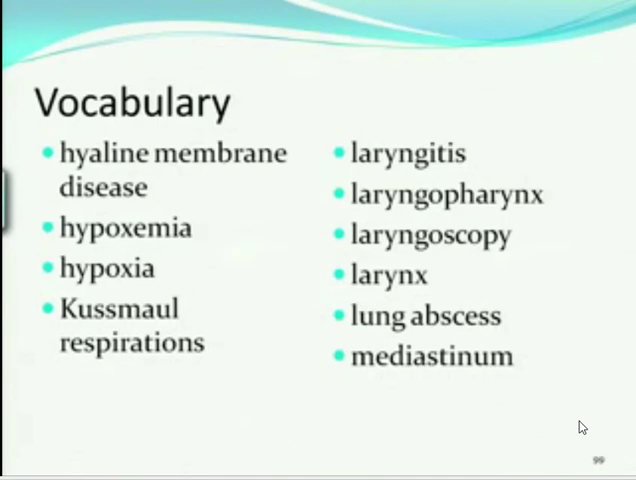 Vocabulary
hyaline membrane
disease
hypoxemia
hypoxia
Kussmaul
respirations
laryngitis
laryngopharynx
laryngoscopy
larynx
lung abscess
mediastinum
99